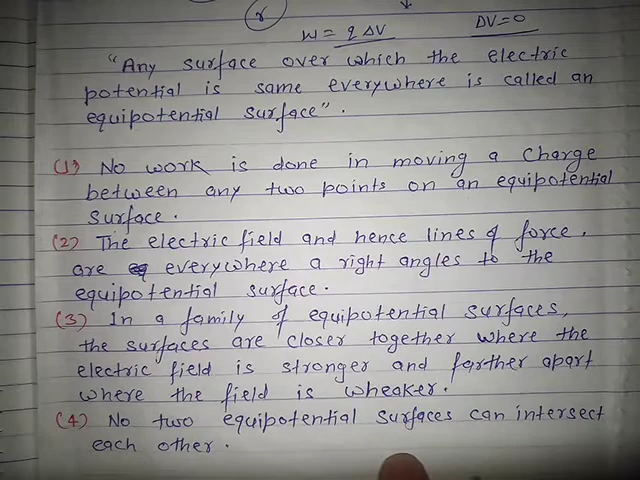 r
W = q ΔV    ΔV=0
"Any surface over which the electric
potential is same everywhere is called an
equipotential surface".
(1) No work is done in moving a Charge
between any two points on an equipotential
Surface.
(2) The electric field and hence lines of force.
are eq everywhere a right angles to the
equipotential surface.
(3) In a family of equipotential surfaces,
the surfaces are closer together where the
electric field is stronger and farther apart
where the field is wheaker.
(4) No two equipotential surfaces can intersect
each other.